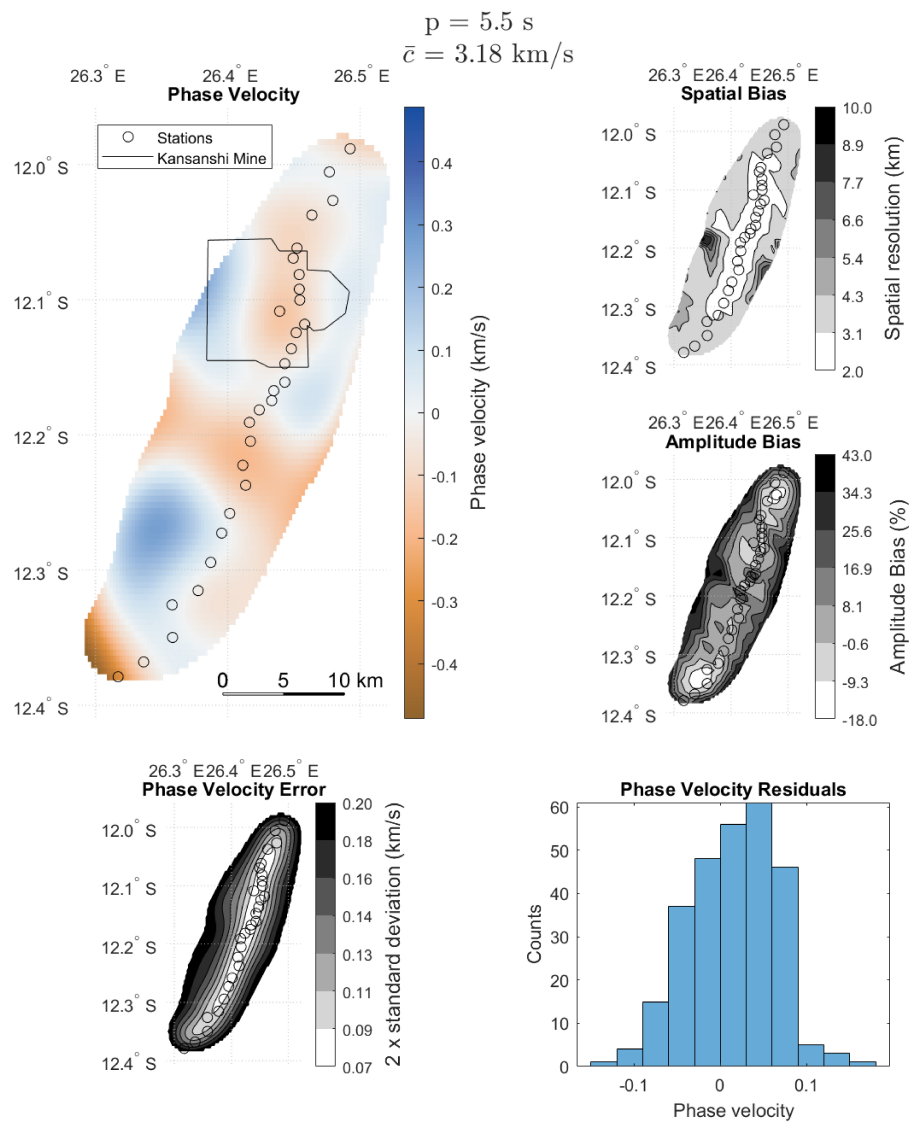 p = 5.5 s
c̄ = 3.18 km/s
26.3° E 26.4° E 26.5° E
Phase Velocity
Stations
Kansanshi Mine
12.0° S
12.1° S
12.2° S
12.3° S
12.4° S
0 5 10 km
0.4
0.3
0.2
0.1
0
-0.1
-0.2
-0.3
-0.4
Phase velocity (km/s)
26.3° E 26.4° E 26.5° E
Spatial Bias
12.0° S
12.1° S
12.2° S
12.3° S
12.4° S
10.0
8.9
7.7
6.6
5.4
4.3
3.1
2.0
Spatial resolution (km)
26.3° E 26.4° E 26.5° E
Amplitude Bias
12.0° S
12.1° S
12.2° S
12.3° S
12.4° S
43.0
34.3
25.6
16.9
8.1
-0.6
-9.3
-18.0
Amplitude Bias (%)
26.3° E 26.4° E 26.5° E
Phase Velocity Error
12.0° S
12.1° S
12.2° S
12.3° S
12.4° S
0.20
0.18
0.16
0.14
0.13
0.11
0.09
0.07
2 x standard deviation (km/s)
Phase Velocity Residuals
60
50
40
30
20
10
0
Counts
-0.1 0 0.1
Phase velocity